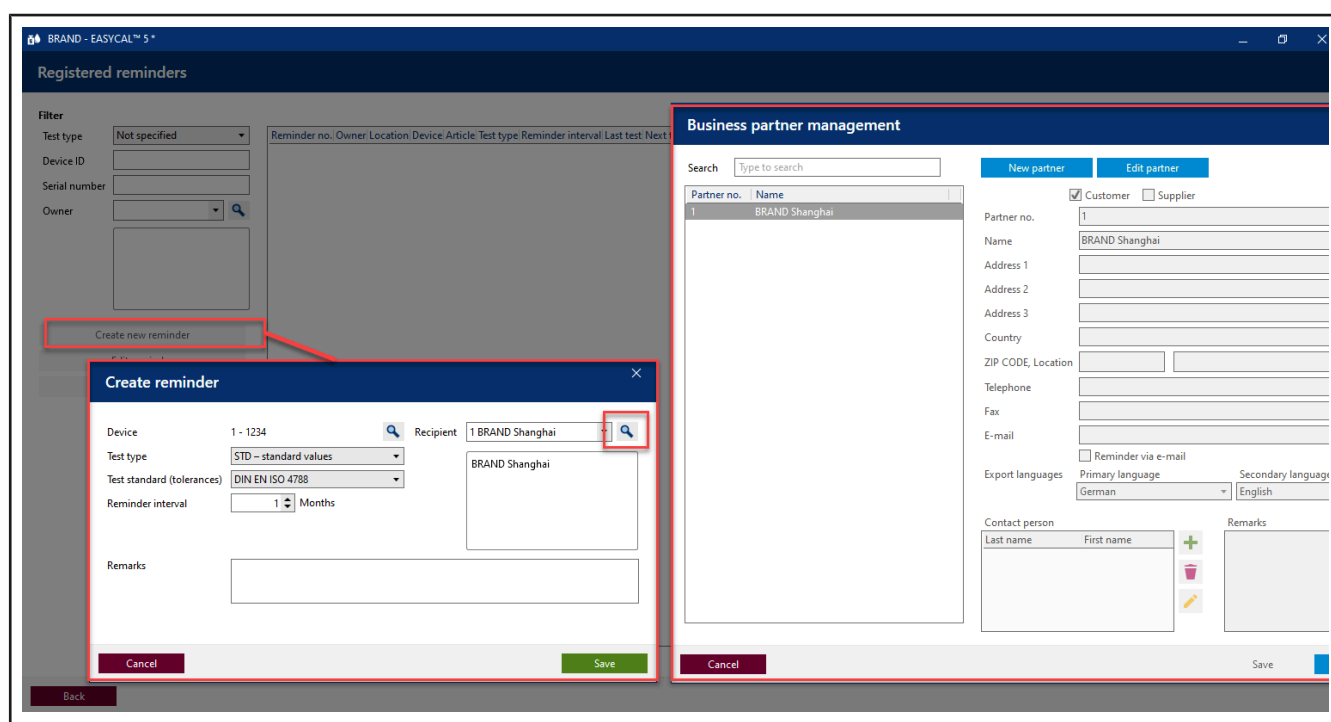 BRAND - EASYCAL™ 5 *
Registered reminders
Filter
Test type Not specified
Device ID
Serial number
Owner
Reminder no. Owner Location Device Article Test type Reminder interval Last test Next
Create new reminder
Back
Create reminder
Device 1 - 1234
Test type STD – standard values
Test standard (tolerances) DIN EN ISO 4788
Reminder interval 1 Months
Recipient 1 BRAND Shanghai
BRAND Shanghai
Remarks
Cancel Save
Business partner management
Search Type to search
Partner no. Name
1 BRAND Shanghai
New partner Edit partner
Customer Supplier
Partner no. 1
Name BRAND Shanghai
Address 1
Address 2
Address 3
Country
ZIP CODE, Location
Telephone
Fax
E-mail
Reminder via e-mail
Export languages Primary language Secondary language
German English
Contact person Remarks
Last name First name
Cancel Save